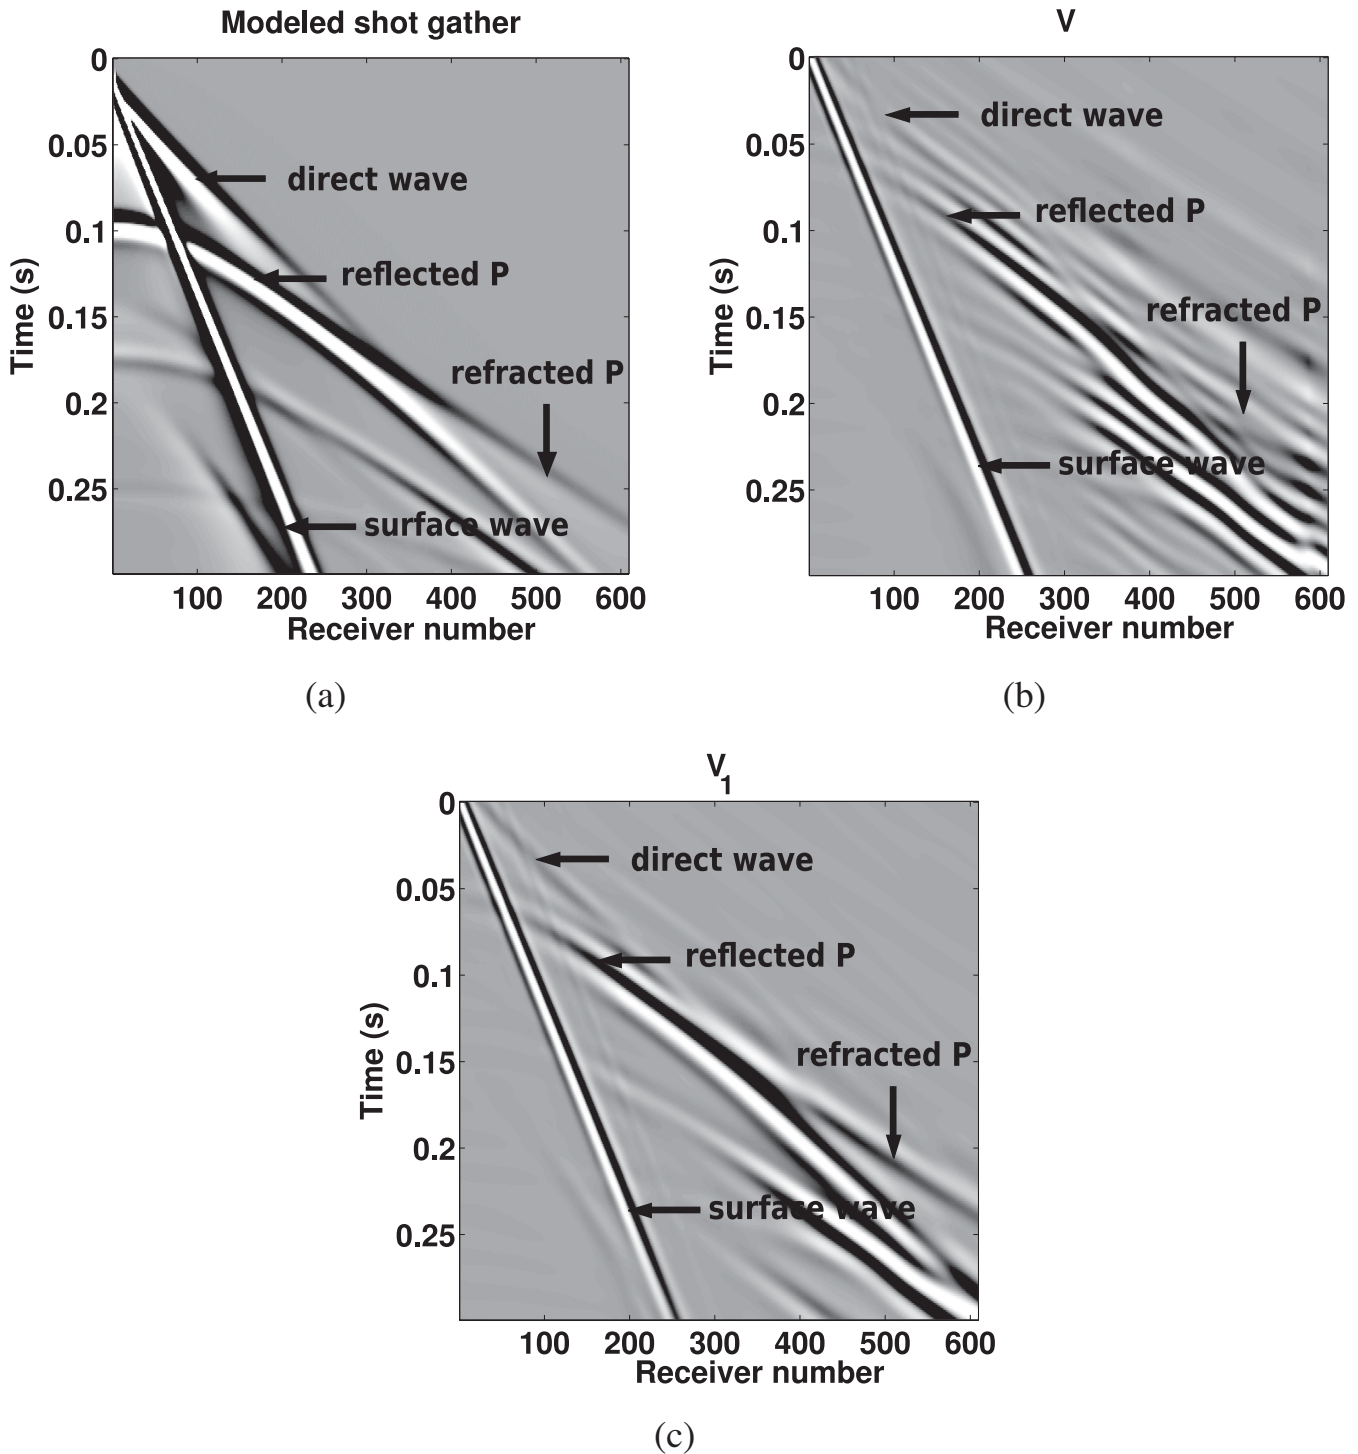 Modeled shot gather
0
0.05
0.1
0.15
0.2
0.25
Time (s)
direct wave
reflected P
refracted P
surface wave
100 200 300 400 500 600
Receiver number
(a)
V
0
0.05
0.1
0.15
0.2
0.25
Time (s)
direct wave
reflected P
refracted P
surface wave
100 200 300 400 500 600
Receiver number
(b)
V1
0
0.05
0.1
0.15
0.2
0.25
Time (s)
direct wave
reflected P
refracted P
surface wave
100 200 300 400 500 600
Receiver number
(c)